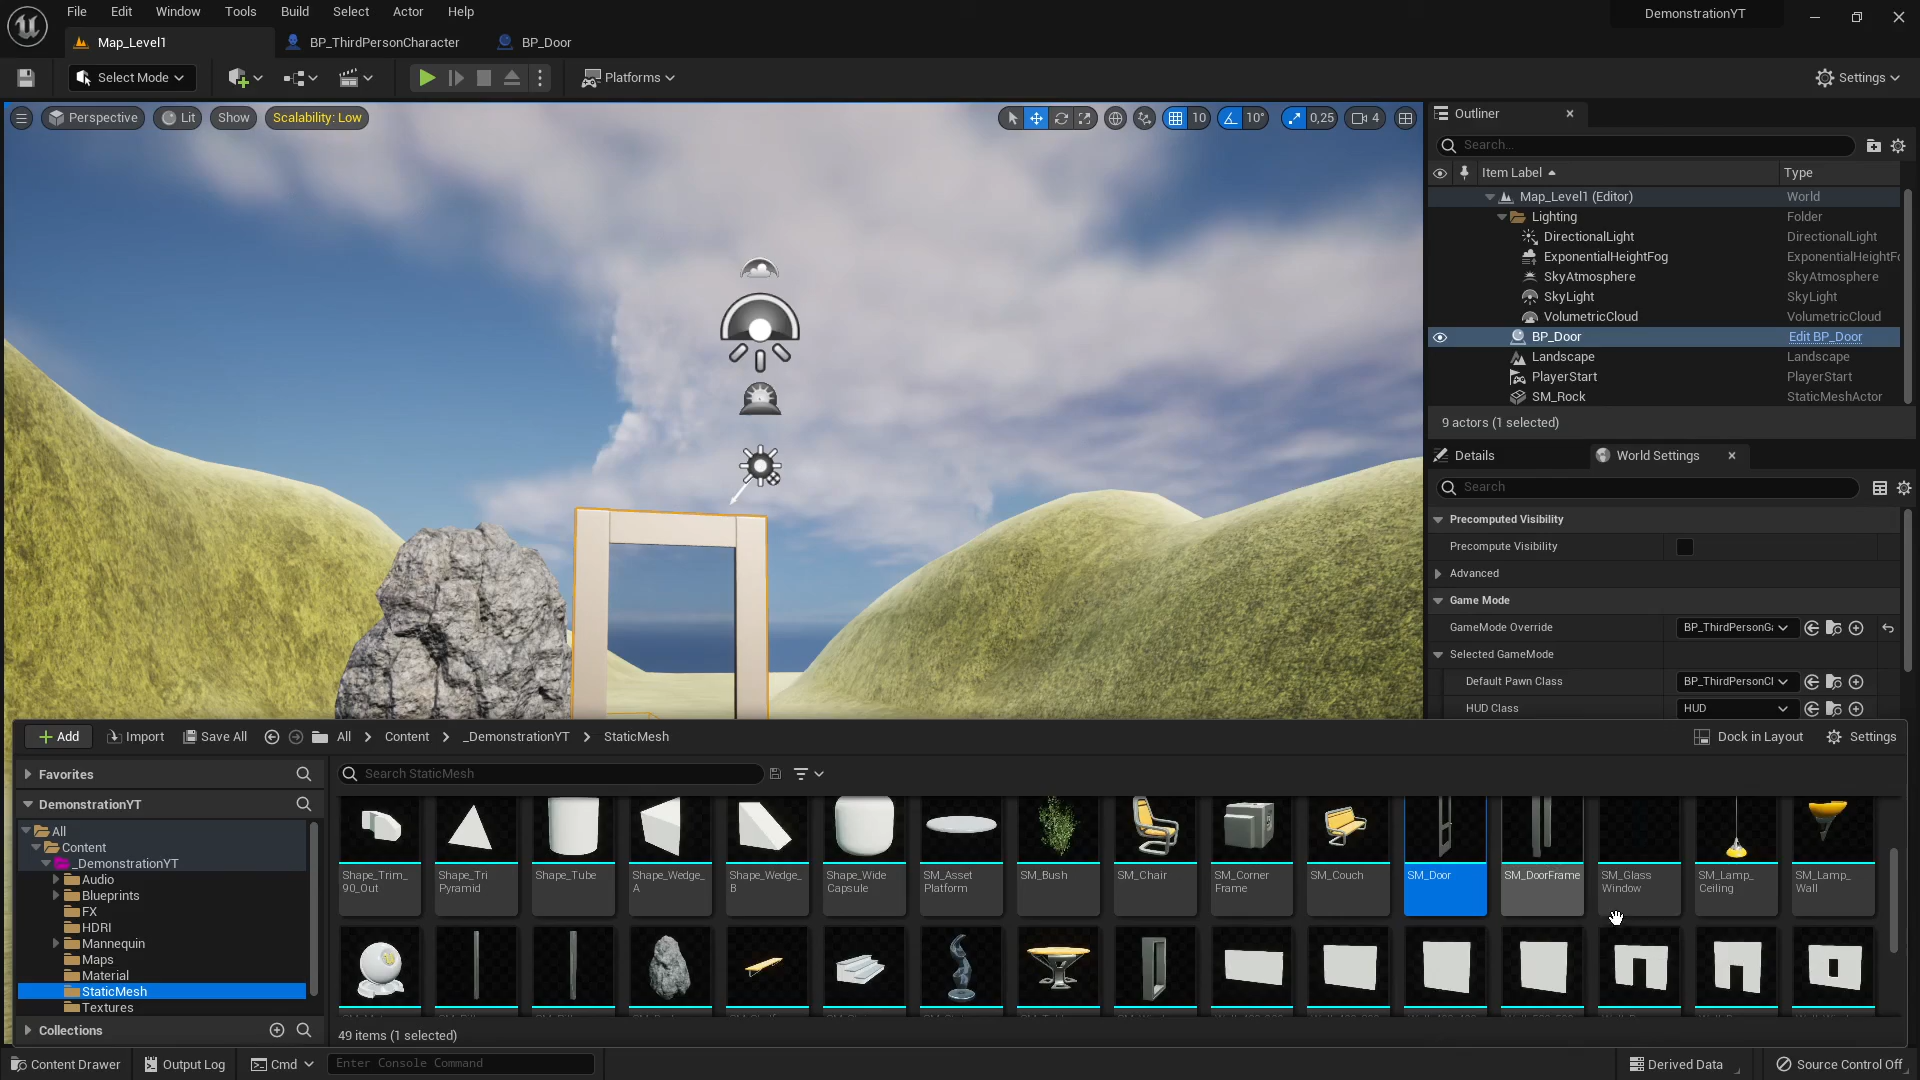 File Edit Window Tools Build Select Actor Help
DemonstrationYT
Map_Level1 BP_ThirdPersonCharacter BP_Door
Select Mode Platforms Settings
Perspective Lit Show Scalability: Low 10 10° 0,25 4
Outliner
Search...
Item Label Type
Map_Level1 (Editor) World
Lighting Folder
DirectionalLight DirectionalLight
ExponentialHeightFog ExponentialHeightF
SkyAtmosphere SkyAtmosphere
SkyLight SkyLight
VolumetricCloud VolumetricCloud
BP_Door Edit BP_Door
Landscape Landscape
PlayerStart PlayerStart
SM_Rock StaticMeshActor
9 actors (1 selected)
Details World Settings
Search
Precomputed Visibility
Precompute Visibility
Advanced
Game Mode
GameMode Override BP_ThirdPersonG
Selected GameMode
Default Pawn Class BP_ThirdPersonCl
HUD Class HUD
Add Import Save All All Content _DemonstrationYT StaticMesh Dock in Layout Settings
Favorites
Search StaticMesh
DemonstrationYT
All
Content
_DemonstrationYT
Audio
Blueprints
FX
HDRI
Mannequin
Maps
Material
StaticMesh
Textures
Collections
Shape_Trim_
90_Out
Shape_Tri
Pyramid
Shape_Tube
Shape_Wedge_
A
Shape_Wedge_
B
Shape_Wide
Capsule
SM_Asset
Platform
SM_Bush
SM_Chair
SM_Corner
Frame
SM_Couch
SM_Door
SM_DoorFrame
SM_Glass
Window
SM_Lamp_
Ceiling
SM_Lamp_
Wall
49 items (1 selected)
Content Drawer Output Log Cmd Enter Console Command Derived Data Source Control Off